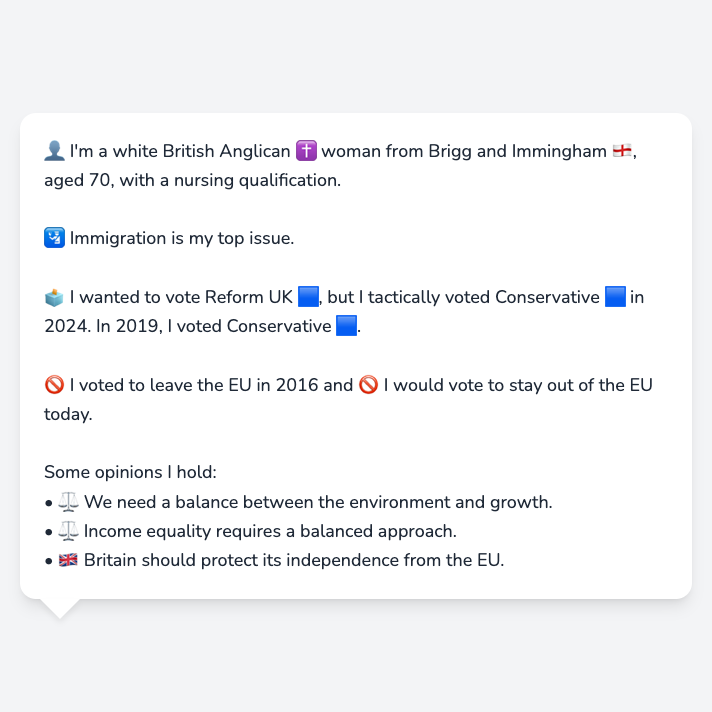 👤 I'm a white British Anglican ✝️ woman from Brigg and Immingham 🏴󠁧󠁢󠁥󠁮󠁧󠁿,
aged 70, with a nursing qualification.
🛂 Immigration is my top issue.
🗳️ I wanted to vote Reform UK 🟦, but I tactically voted Conservative 🟦 in
2024. In 2019, I voted Conservative 🟦.
🚫 I voted to leave the EU in 2016 and 🚫 I would vote to stay out of the EU
today.
Some opinions I hold:
• ⚖️ We need a balance between the environment and growth.
• ⚖️ Income equality requires a balanced approach.
• 🇬🇧 Britain should protect its independence from the EU.